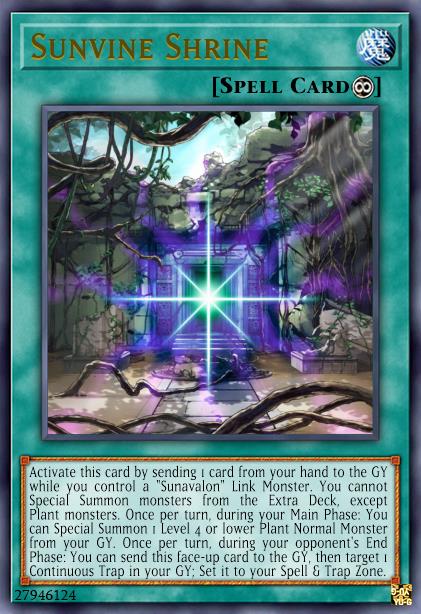 Sunvine Shrine
魔
[Spell Card∞]
Activate this card by sending 1 card from your hand to the GY
while you control a "Sunavalon" Link Monster. You cannot
Special Summon monsters from the Extra Deck, except
Plant monsters. Once per turn, during your Main Phase: You
can Special Summon 1 Level 4 or lower Plant Normal Monster
from your GY. Once per turn, during your opponent's End
Phase: You can send this face-up card to the GY, then target 1
Continuous Trap in your GY; Set it to your Spell & Trap Zone.
27946124